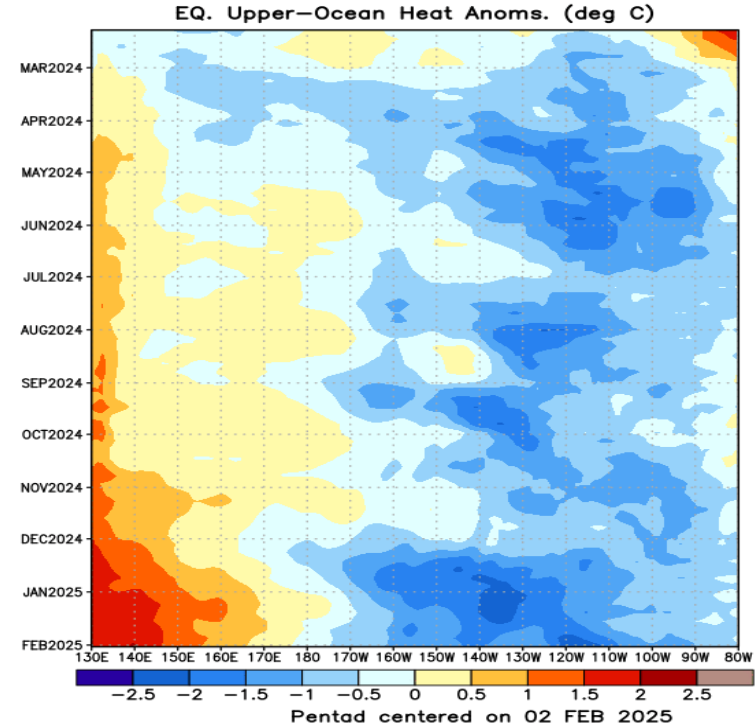 EQ. Upper-Ocean Heat Anoms. (deg C)
MAR2024
APR2024
MAY2024
JUN2024
JUL2024
AUG2024
SEP2024
OCT2024
NOV2024
DEC2024
JAN2025
FEB2025
130E 140E 150E 160E 170E 180 170W 160W 150W 140W 130W 120W 110W 100W 90W 80W
-2.5 -2 -1.5 -1 -0.5 0 0.5 1 1.5 2 2.5
Pentad centered on 02 FEB 2025